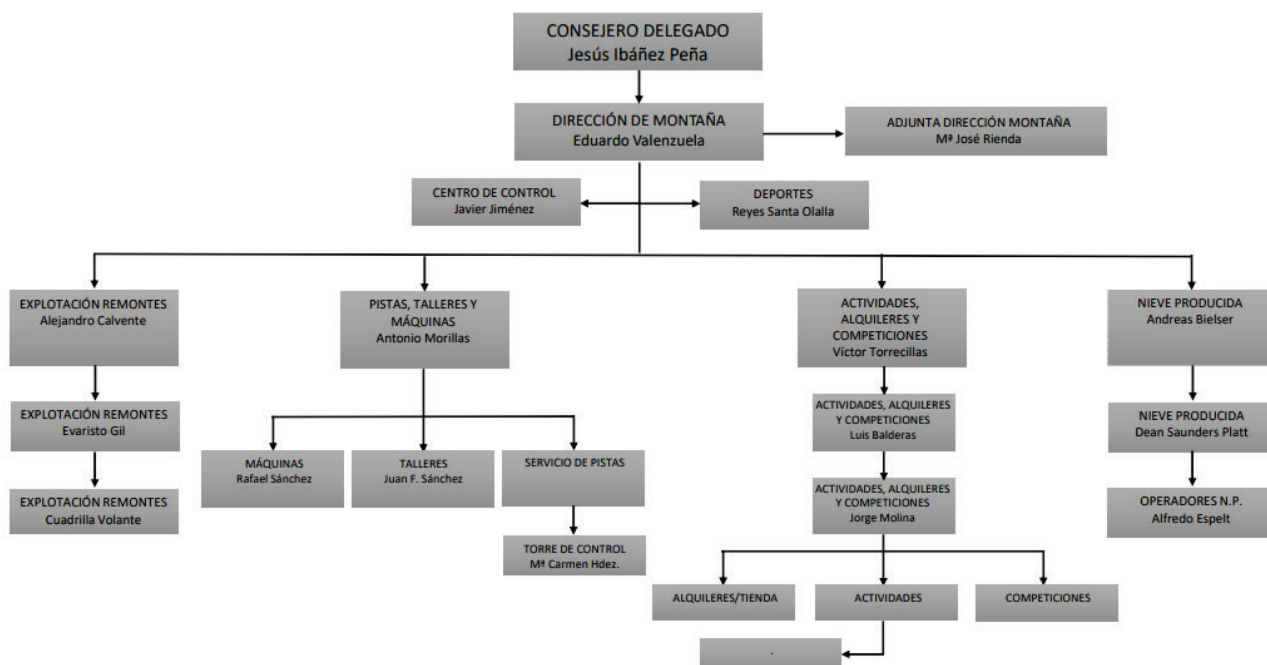 CONSEJERO DELEGADO
Jesús Ibáñez Peña
DIRECCIÓN DE MONTAÑA
Eduardo Valenzuela
ADJUNTA DIRECCIÓN MONTAÑA
Mª José Rienda
CENTRO DE CONTROL
Javier Jiménez
DEPORTES
Reyes Santa Olalla
EXPLOTACIÓN REMONTES
Alejandro Calvente
PISTAS, TALLERES Y
MÁQUINAS
Antonio Morillas
ACTIVIDADES,
ALQUILERES Y
COMPETICIONES
Víctor Torrecillas
NIEVE PRODUCIDA
Andreas Bielser
EXPLOTACIÓN REMONTES
Evaristo Gil
ACTIVIDADES, ALQUILERES
Y COMPETICIONES
Luis Balderas
NIEVE PRODUCIDA
Dean Saunders Platt
MÁQUINAS
Rafael Sánchez
TALLERES
Juan F. Sánchez
SERVICIO DE PISTAS
EXPLOTACIÓN REMONTES
Cuadrilla Volante
ACTIVIDADES, ALQUILERES
Y COMPETICIONES
Jorge Molina
OPERADORES N.P.
Alfredo Espelt
TORRE DE CONTROL
Mª Carmen Hdez.
ALQUILERES/TIENDA
ACTIVIDADES
COMPETICIONES
.